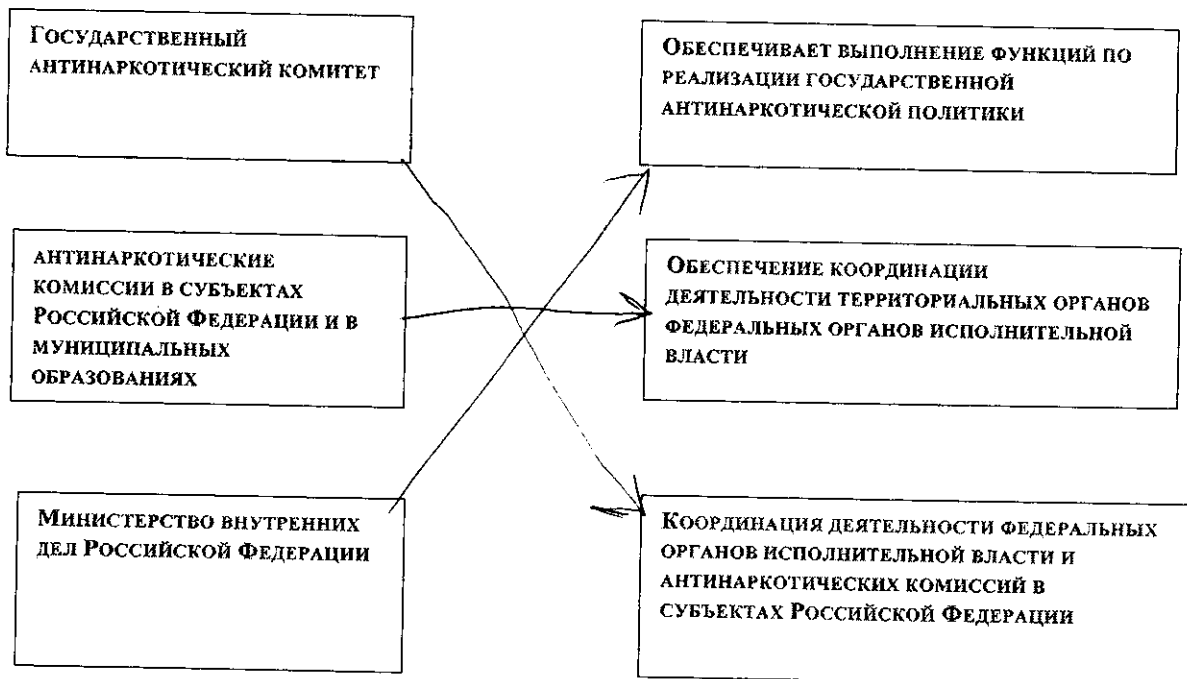 Государственный
антинаркотический комитет
Обеспечивает выполнение функций по
реализации государственной
антинаркотической политики
антинаркотические
комиссии в субъектах
Российской Федерации и в
муниципальных
образованиях
Обеспечение координации
деятельности территориальных органов
федеральных органов исполнительной
власти
Министерство внутренних
дел Российской Федерации
Координация деятельности федеральных
органов исполнительной власти и
антинаркотических комиссий в
субъектах Российской Федерации